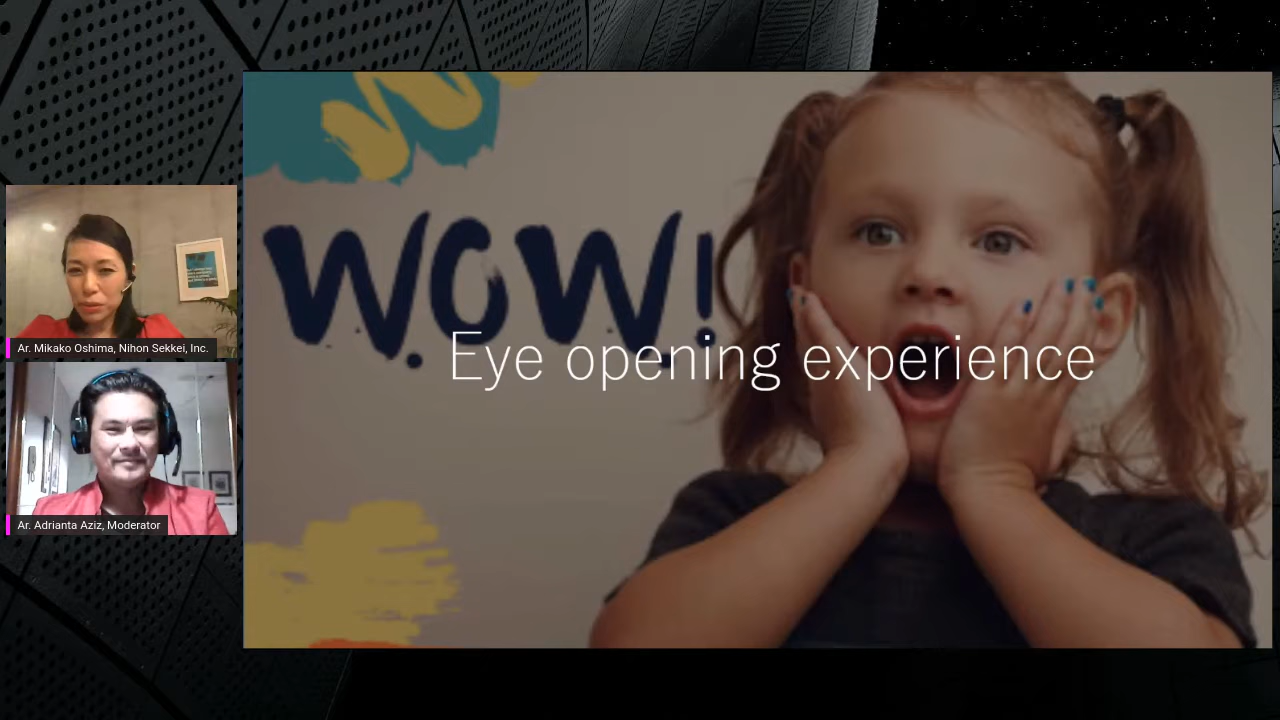 WOW!
Eye opening experience
Ar. Mikako Oshima, Nihon Sekkei, Inc.
Ar. Adrianta Aziz, Moderator